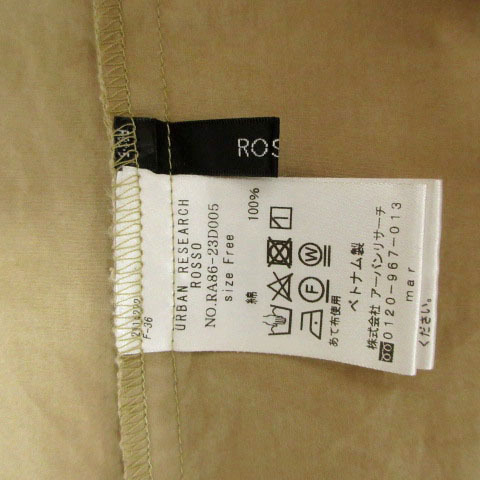 ROS
URBAN RESEARCH
ROSSO
NO.RA86-23D005
size Free
綿 100%
F
W
あて布使用
ベトナム製
株式会社 アーバンリサーチ
0120-967-013
mar
ください。
F-36